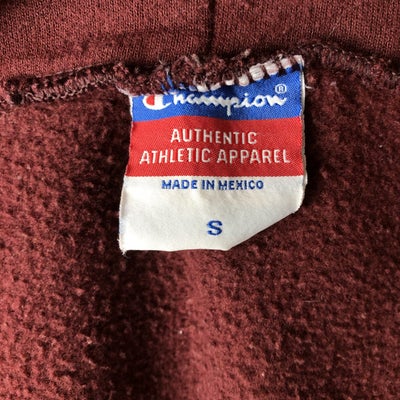 Champion®
AUTHENTIC
ATHLETIC APPAREL
MADE IN MEXICO
S